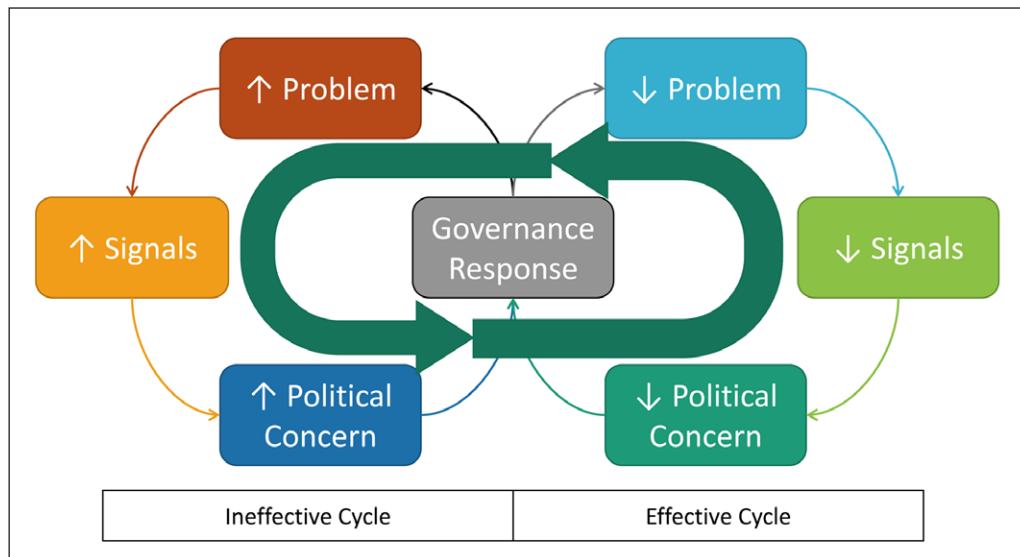 ↑ Problem
↓ Problem
↑ Signals
Governance
Response
↓ Signals
↑ Political
Concern
↓ Political
Concern
Ineffective Cycle
Effective Cycle